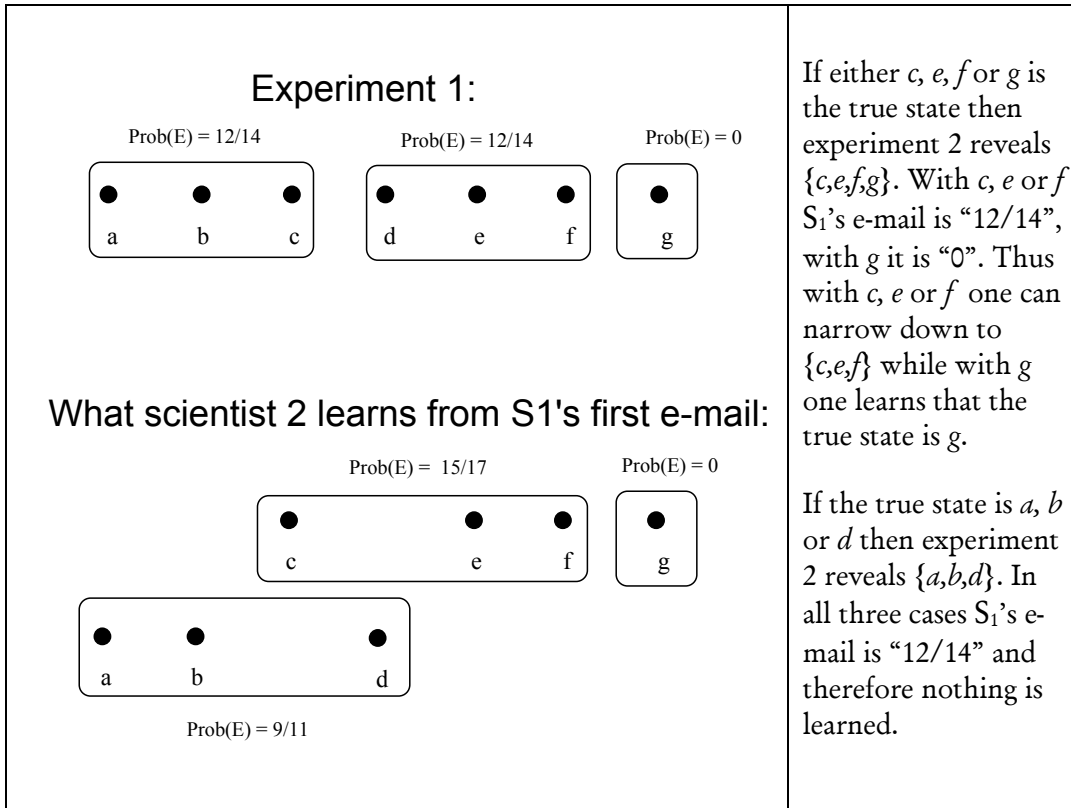 Experiment 1:
Prob(E) = 12/14
Prob(E) = 12/14
Prob(E) = 0
a b c d e f g
What scientist 2 learns from S1's first e-mail:
Prob(E) = 15/17
Prob(E) = 0
c e f g
a b d
Prob(E) = 9/11
If either c, e, f or g is
the true state then
experiment 2 reveals
{c,e,f,g}. With c, e or f
S₁’s e-mail is “12/14”,
with g it is “0”. Thus
with c, e or f one can
narrow down to
{c,e,f} while with g
one learns that the
true state is g.
If the true state is a, b
or d then experiment
2 reveals {a,b,d}. In
all three cases S₁’s e-
mail is “12/14” and
therefore nothing is
learned.